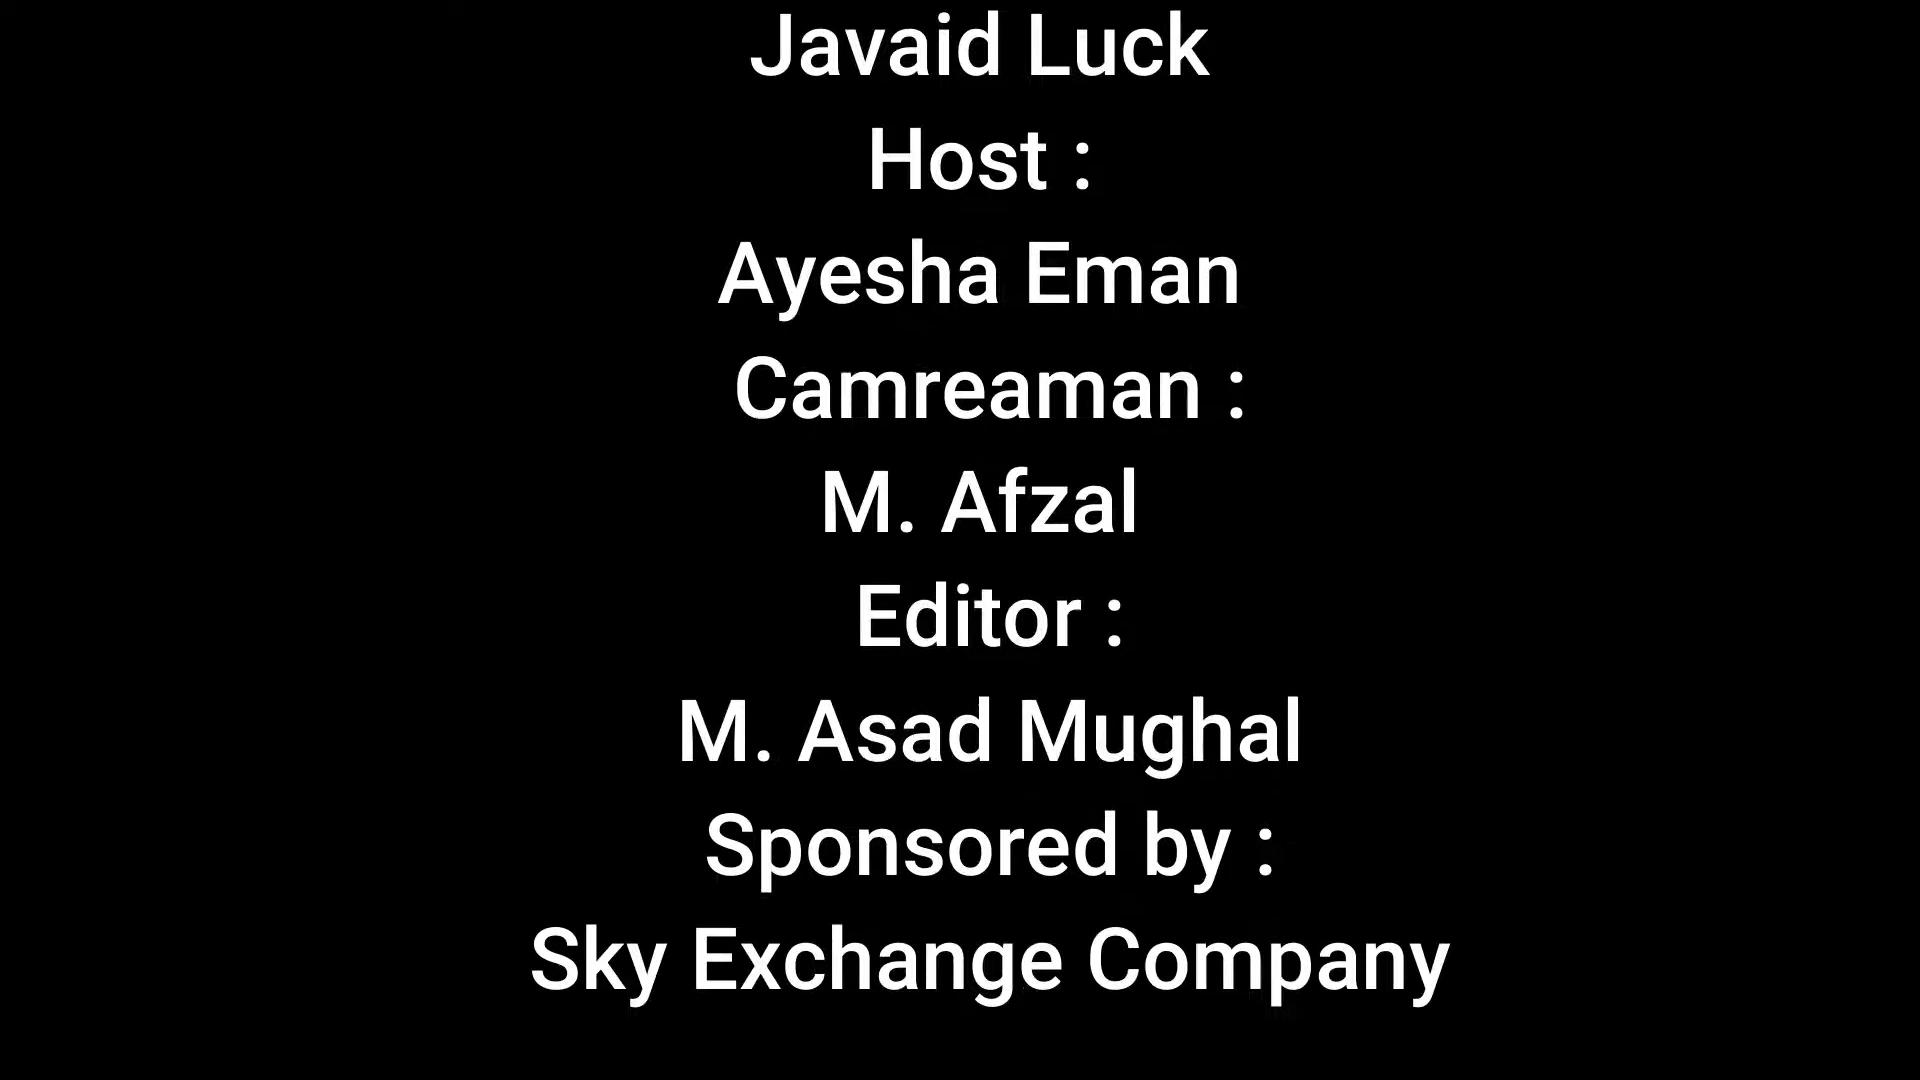 Javaid Luck
Host :
Ayesha Eman
Camreaman :
M. Afzal
Editor :
M. Asad Mughal
Sponsored by :
Sky Exchange Company